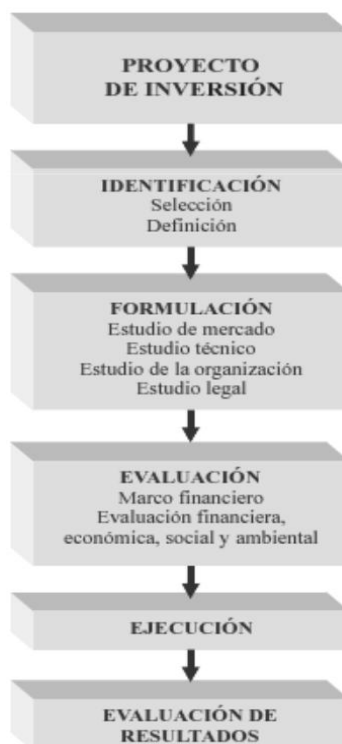 PROYECTO
DE INVERSIÓN
IDENTIFICACIÓN
Selección
Definición
FORMULACIÓN
Estudio de mercado
Estudio técnico
Estudio de la organización
Estudio legal
EVALUACIÓN
Marco financiero
Evaluación financiera,
económica, social y ambiental
EJECUCIÓN
EVALUACIÓN DE
RESULTADOS